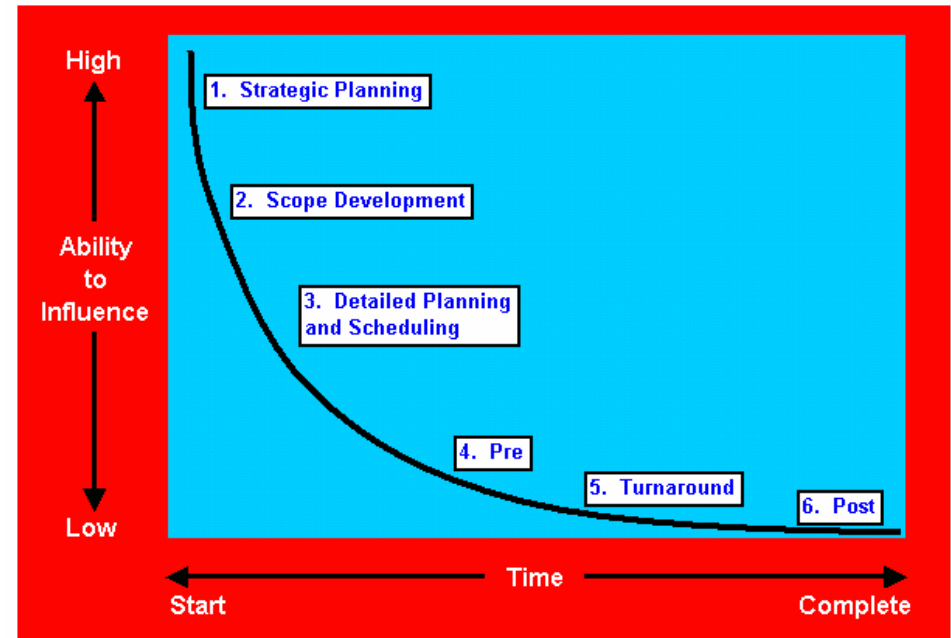 High
1. Strategic Planning
2. Scope Development
Ability
to
Influence
3. Detailed Planning
and Scheduling
4. Pre
5. Turnaround
6. Post
Low
Time
Start
Complete